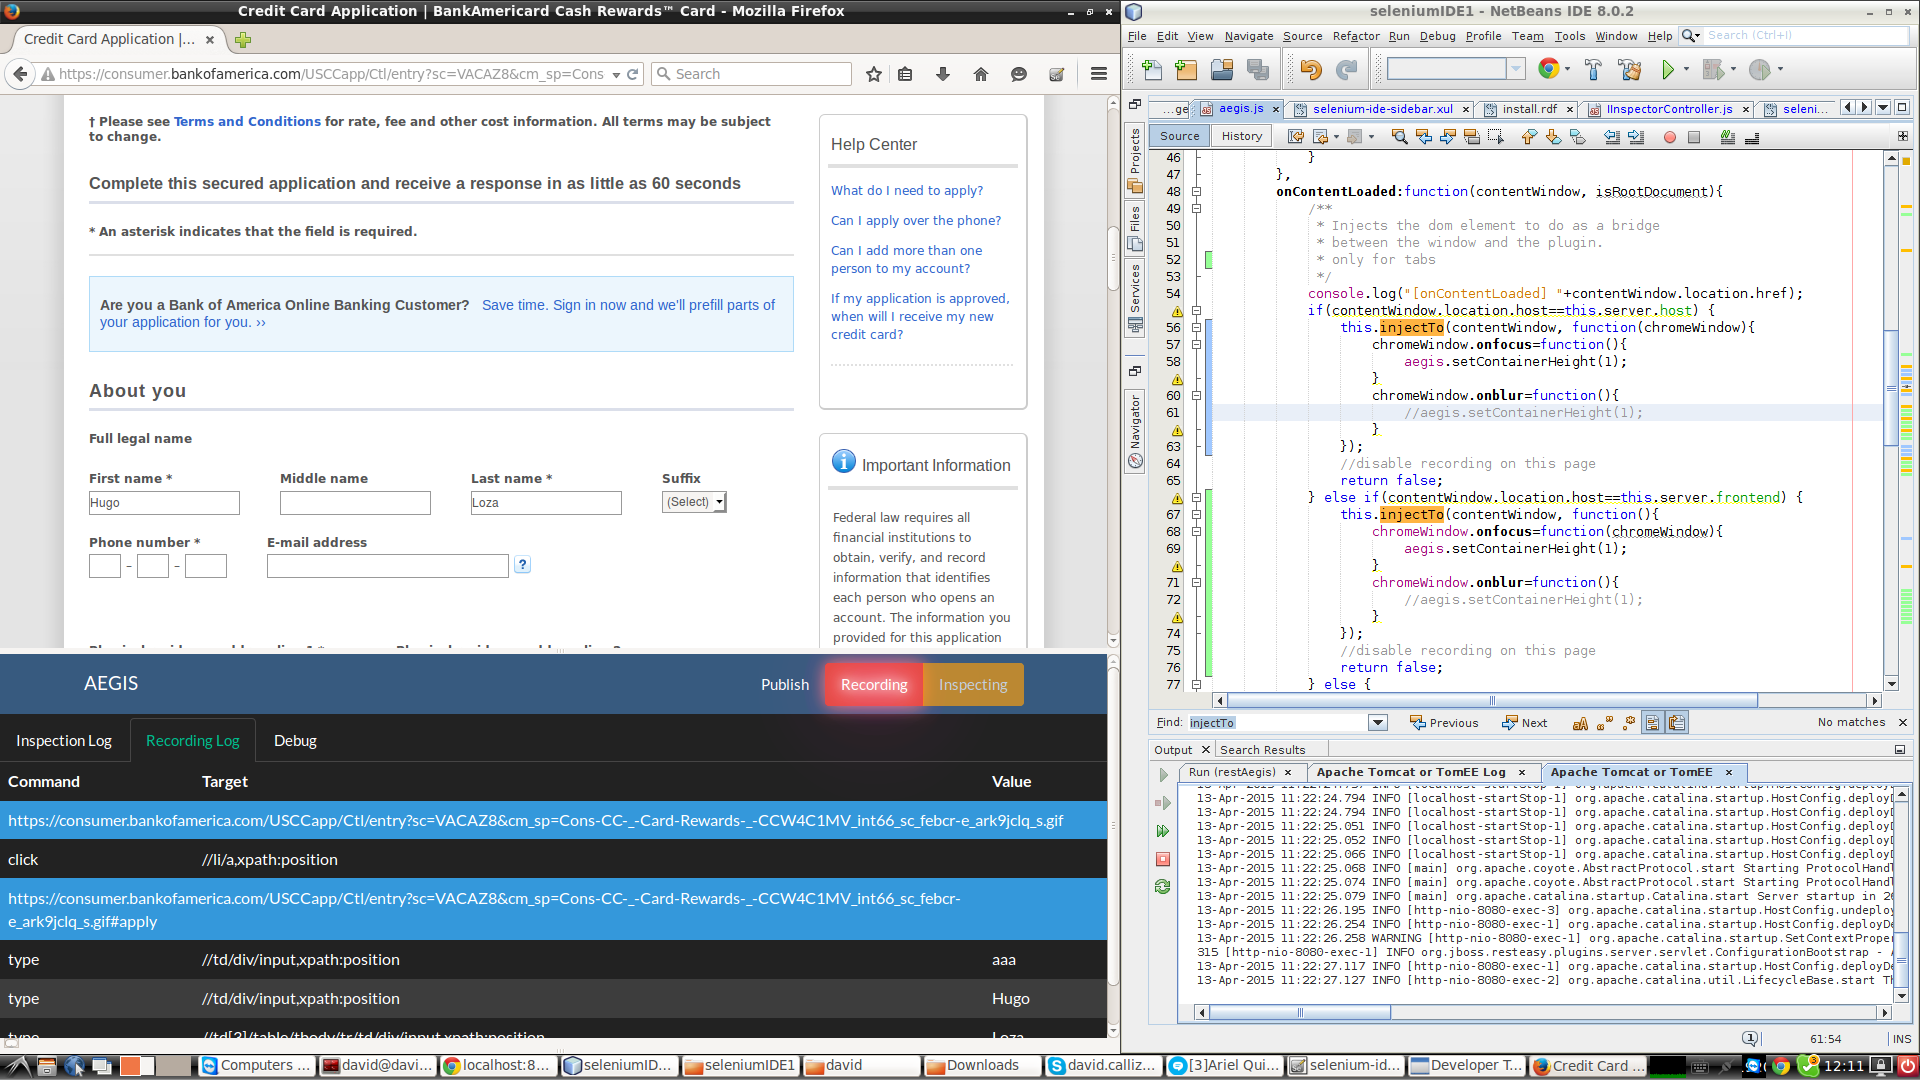 Credit Card Application | BankAmericard Cash Rewards™ Card - Mozilla Firefox
Credit Card Application |...
https://consumer.bankofamerica.com/USCCapp/Ctl/entry?sc=VACAZ8&cm_sp=Cons
Search
† Please see Terms and Conditions for rate, fee and other cost information. All terms may be subject
to change.
Complete this secured application and receive a response in as little as 60 seconds
* An asterisk indicates that the field is required.
Are you a Bank of America Online Banking Customer? Save time. Sign in now and we'll prefill parts of
your application for you. ››
About you
Full legal name
First name *
Middle name
Last name *
Suffix
Hugo
Loza
(Select)
Phone number *
E-mail address
- -
?
Help Center
What do I need to apply?
Can I apply over the phone?
Can I add more than one
person to my account?
If my application is approved,
when will I receive my new
credit card?
Important Information
Federal law requires all
financial institutions to
obtain, verify, and record
information that identifies
each person who opens an
account. The information you
provided for this application
AEGIS
Publish
Recording
Inspecting
Inspection Log
Recording Log
Debug
Command Target Value
https://consumer.bankofamerica.com/USCCapp/Ctl/entry?sc=VACAZ8&cm_sp=Cons-CC-_-Card-Rewards-_-CCW4C1MV_int66_sc_febcr-e_ark9jclq_s.gif
click //li/a,xpath:position
https://consumer.bankofamerica.com/USCCapp/Ctl/entry?sc=VACAZ8&cm_sp=Cons-CC-_-Card-Rewards-_-CCW4C1MV_int66_sc_febcr-
e_ark9jclq_s.gif#apply
type //td/div/input,xpath:position aaa
type //td/div/input,xpath:position Hugo
type //td[3]/table/tbody/tr/td/div/input,xpath:position Loza
seleniumIDE1 - NetBeans IDE 8.0.2
File Edit View Navigate Source Refactor Run Debug Profile Team Tools Window Help
Search (Ctrl+I)
...ge
aegis.js
selenium-ide-sidebar.xul
install.rdf
IInspectorController.js
seleni...
Source
History
Projects
Files
Services
Navigator
46 }
47 },
48 onContentLoaded:function(contentWindow, isRootDocument){
49 /**
50 * Injects the dom element to do as a bridge
51 * between the window and the plugin.
52 * only for tabs
53 */
54 console.log("[onContentLoaded] "+contentWindow.location.href);
if(contentWindow.location.host==this.server.host) {
56 this.injectTo(contentWindow, function(chromeWindow){
57 chromeWindow.onfocus=function(){
58 aegis.setContainerHeight(1);
}
60 chromeWindow.onblur=function(){
61 //aegis.setContainerHeight(1);
}
63 });
64 //disable recording on this page
65 return false;
} else if(contentWindow.location.host==this.server.frontend) {
67 this.injectTo(contentWindow, function(){
68 chromeWindow.onfocus=function(chromeWindow){
69 aegis.setContainerHeight(1);
}
71 chromeWindow.onblur=function(){
72 //aegis.setContainerHeight(1);
}
74 });
75 //disable recording on this page
76 return false;
77 } else {
Find: injectTo
Previous
Next
No matches
Output
Search Results
Run (restAegis)
Apache Tomcat or TomEE Log
Apache Tomcat or TomEE
13-Apr-2015 11:22:24.794 INFO [localhost-startStop-1] org.apache.catalina.startup.HostConfig.deployD
13-Apr-2015 11:22:24.794 INFO [localhost-startStop-1] org.apache.catalina.startup.HostConfig.deployD
13-Apr-2015 11:22:25.051 INFO [localhost-startStop-1] org.apache.catalina.startup.HostConfig.deployD
13-Apr-2015 11:22:25.052 INFO [localhost-startStop-1] org.apache.catalina.startup.HostConfig.deployD
13-Apr-2015 11:22:25.066 INFO [localhost-startStop-1] org.apache.catalina.startup.HostConfig.deployD
13-Apr-2015 11:22:25.068 INFO [main] org.apache.coyote.AbstractProtocol.start Starting ProtocolHandl
13-Apr-2015 11:22:25.074 INFO [main] org.apache.coyote.AbstractProtocol.start Starting ProtocolHandl
13-Apr-2015 11:22:25.079 INFO [main] org.apache.catalina.startup.Catalina.start Server startup in 26
13-Apr-2015 11:22:26.195 INFO [http-nio-8080-exec-3] org.apache.catalina.startup.HostConfig.undeploy
13-Apr-2015 11:22:26.254 INFO [http-nio-8080-exec-1] org.apache.catalina.startup.HostConfig.deployDe
13-Apr-2015 11:22:26.258 WARNING [http-nio-8080-exec-1] org.apache.catalina.startup.SetContextProper
315 [http-nio-8080-exec-1] INFO org.jboss.resteasy.plugins.server.servlet.ConfigurationBootstrap -
13-Apr-2015 11:22:27.117 INFO [http-nio-8080-exec-1] org.apache.catalina.startup.HostConfig.deployDe
13-Apr-2015 11:22:27.127 INFO [http-nio-8080-exec-2] org.apache.catalina.util.LifecycleBase.start Th
61:54
INS
Computers ...
david@davi...
localhost:8...
seleniumID...
seleniumIDE1
david
Downloads
david.calliz...
[3]Ariel Qui...
selenium-id...
Developer T...
Credit Card ...
12:11